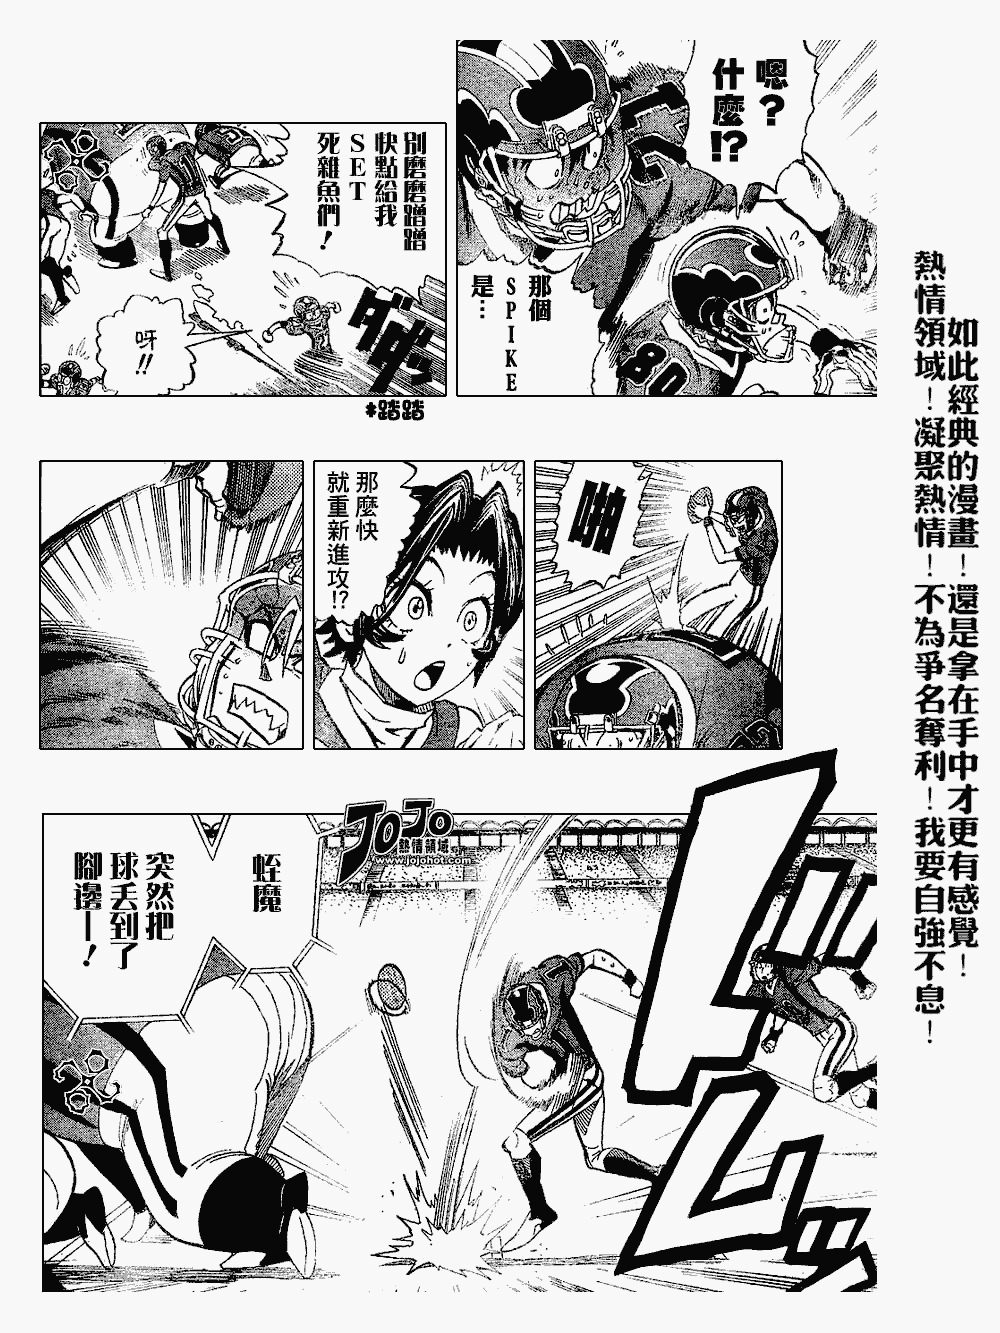 嗯？
什麼!?
那個
SPIKE
是…
別磨磨蹭蹭
快點給我
SET
死雜魚們！
呀!!
ダダッ
*踏踏
啪
那麼快
就重新進攻!?
蛭魔
突然把
球丟到了
腳邊—！
JoJo
熱情領域
www.jojohot.com
如此經典的漫畫！還是拿在手中才更有感覺！
熱情領域！凝聚熱情！不為爭名奪利！我要自強不息！
80